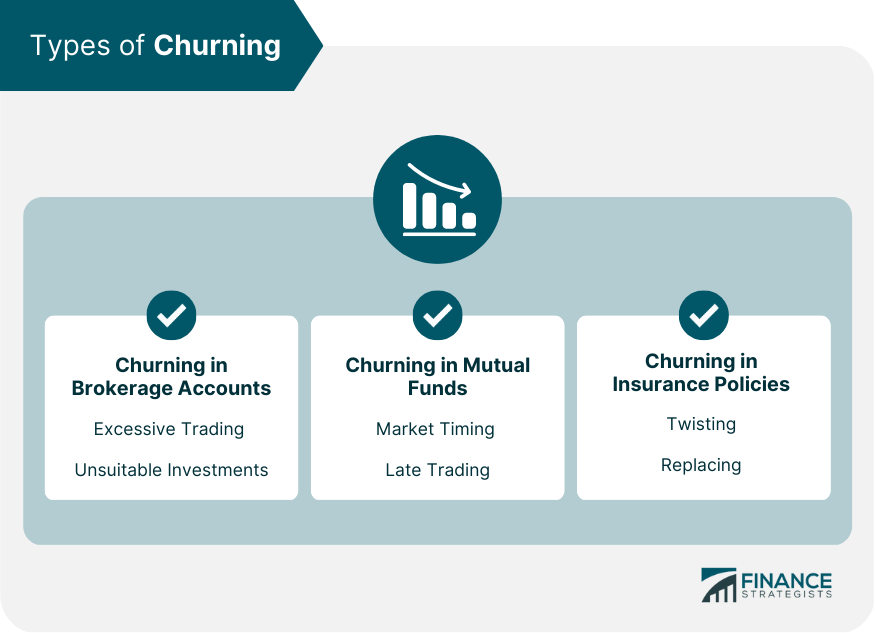 Types of Churning
Churning in
Brokerage Accounts
Excessive Trading
Unsuitable Investments
Churning in Mutual
Funds
Market Timing
Late Trading
Churning in
Insurance Policies
Twisting
Replacing
FINANCE
STRATEGISTS